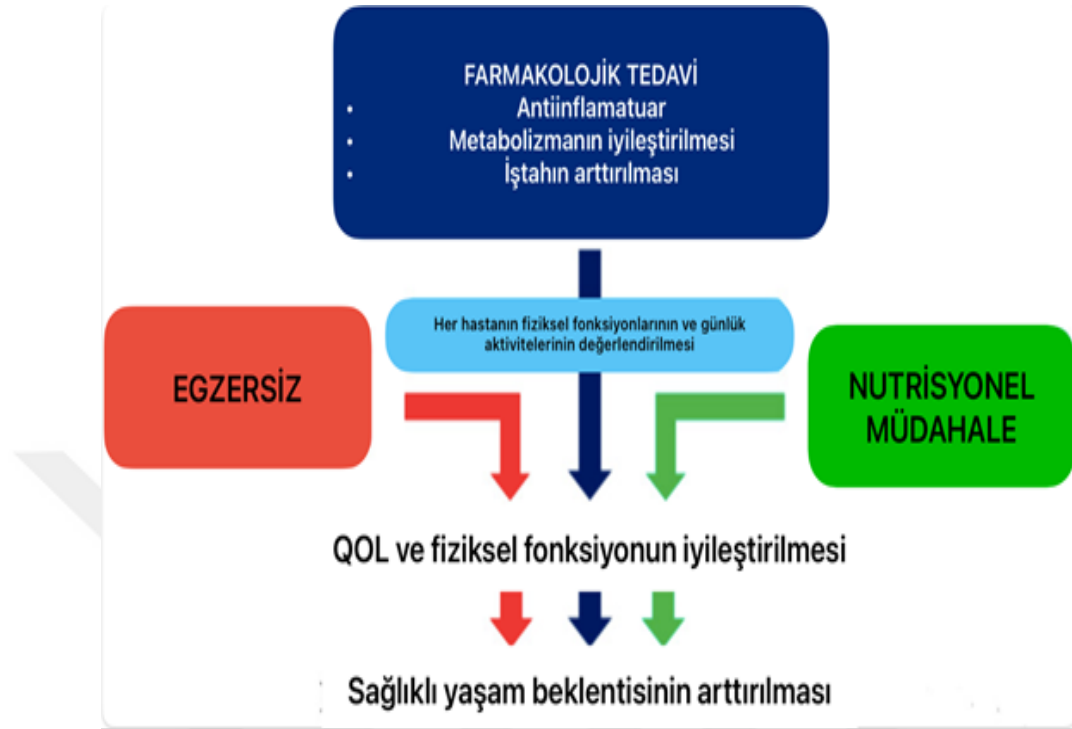 FARMAKOLOJİK TEDAVİ
• Antiinflamatuar
• Metabolizmanın iyileştirilmesi
• İştahın arttırılması
Her hastanın fiziksel fonksiyonlarının ve günlük
aktivitelerinin değerlendirilmesi
EGZERSİZ
NUTRİSYONEL
MÜDAHALE
QOL ve fiziksel fonksiyonun iyileştirilmesi
Sağlıklı yaşam beklentisinin arttırılması